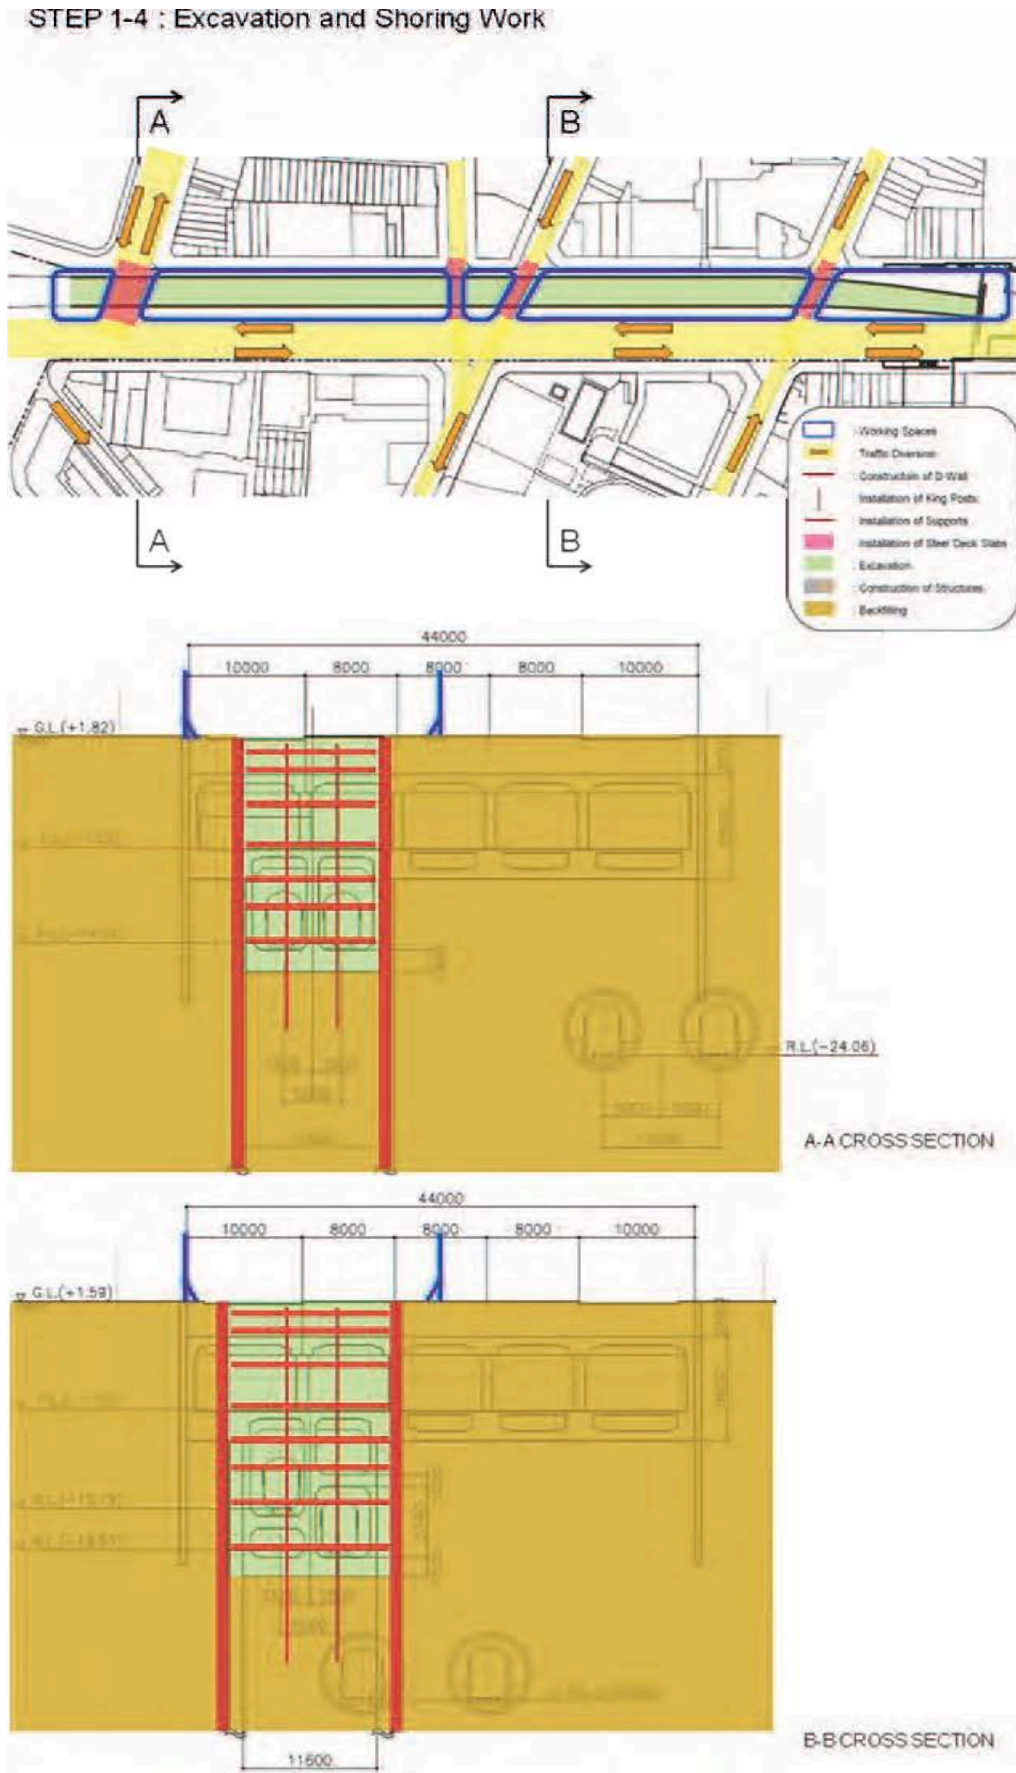 STEP 1-4 : Excavation and Shoring Work
A
B
: Working Spaces
: Traffic Diversion
: Constructoin of D-Wall
: Installation of King Posts
: Installation of Supports
: Installation of Steel Deck Slabs
: Excavation
: Construction of Structures
: Backfilling
A
B
44000
10000 8000 8000 8000 10000
G.L.(+1.82)
R.L.(-24.06)
A-A CROSS SECTION
44000
10000 8000 8000 8000 10000
G.L.(+1.59)
B-B CROSS SECTION
11600